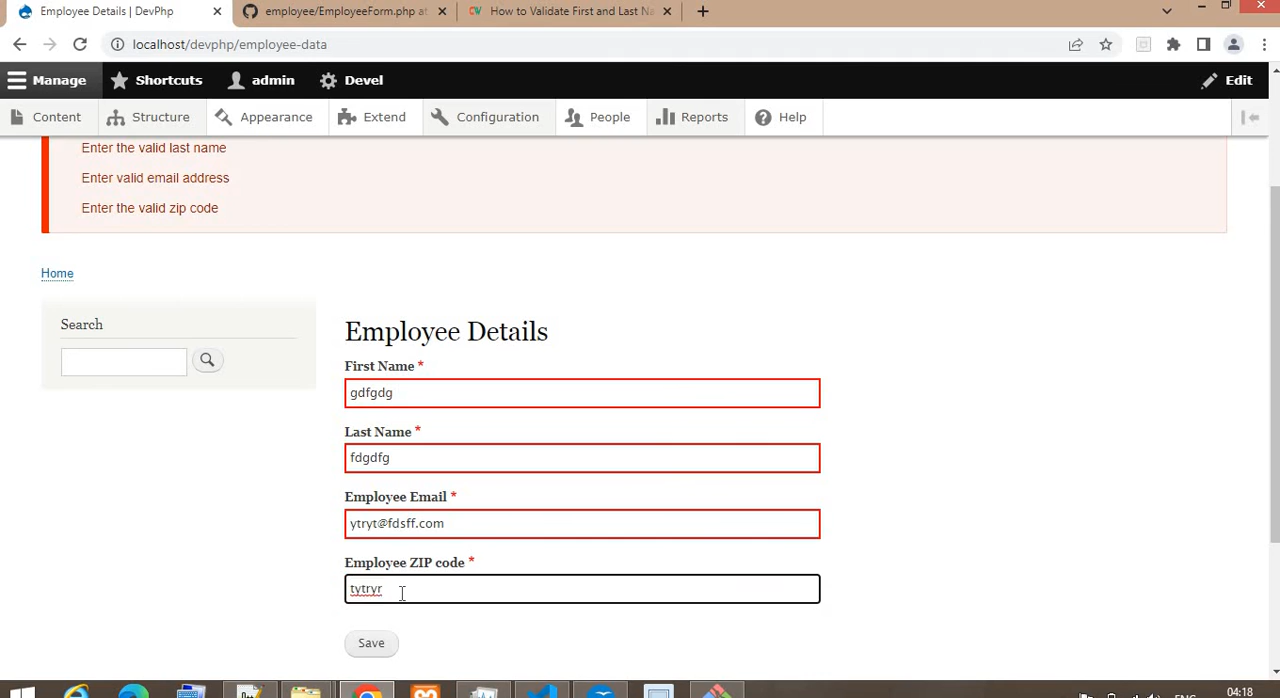 Employee Details | DevPhp
employee/EmployeeForm.php at
How to Validate First and Last Na
localhost/devphp/employee-data
Manage
Shortcuts
admin
Devel
Edit
Content
Structure
Appearance
Extend
Configuration
People
Reports
Help
Enter the valid last name
Enter valid email address
Enter the valid zip code
Home
Search
Employee Details
First Name *
gdfgdg
Last Name *
fdgdfg
Employee Email *
ytryt@fdsff.com
Employee ZIP code *
tytryr
Save
04:18